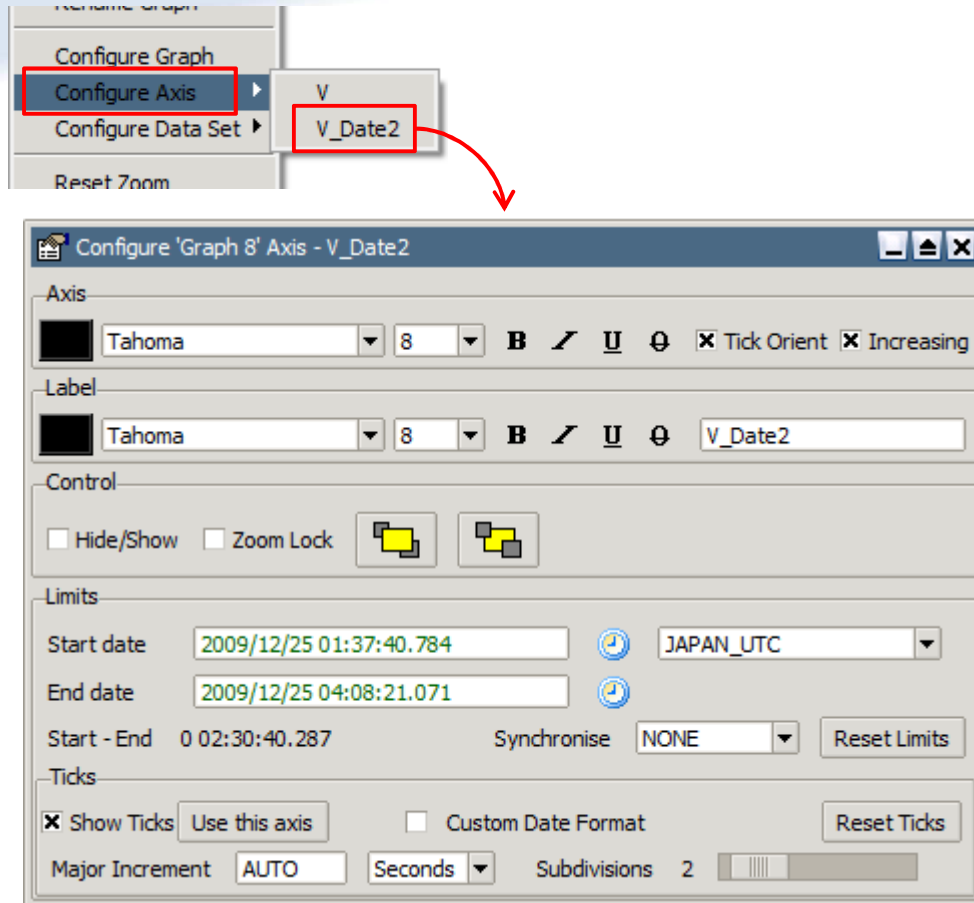 Rename Graph
Configure Graph
Configure Axis V
Configure Data Set V_Date2
Reset Zoom
Configure 'Graph 8' Axis - V_Date2
Axis
Tahoma 8 B I U O Tick Orient Increasing
Label
Tahoma 8 B I U O V_Date2
Control
Hide/Show Zoom Lock
Limits
Start date 2009/12/25 01:37:40.784 JAPAN_UTC
End date 2009/12/25 04:08:21.071
Start - End 0 02:30:40.287 Synchronise NONE Reset Limits
Ticks
Show Ticks Use this axis Custom Date Format Reset Ticks
Major Increment AUTO Seconds Subdivisions 2